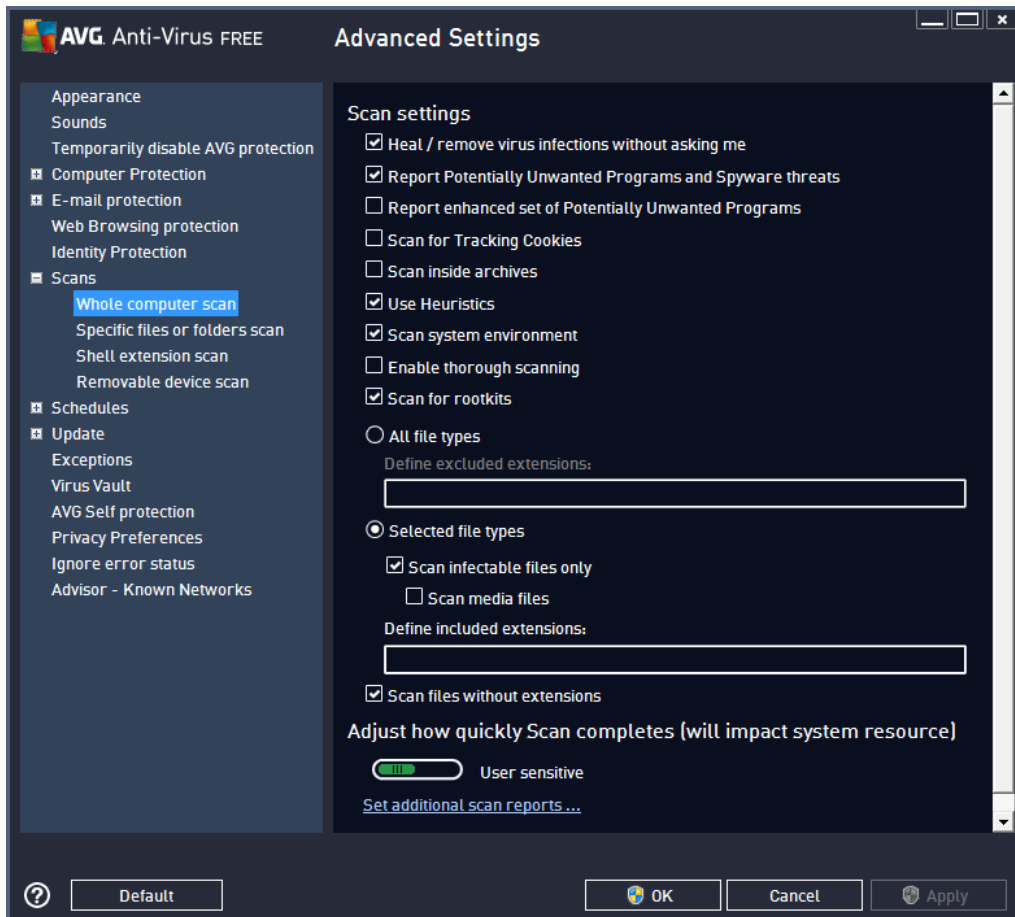 AVG. Anti-Virus FREE
Advanced Settings
Appearance
Sounds
Temporarily disable AVG protection
Computer Protection
E-mail protection
Web Browsing protection
Identity Protection
Scans
Whole computer scan
Specific files or folders scan
Shell extension scan
Removable device scan
Schedules
Update
Exceptions
Virus Vault
AVG Self protection
Privacy Preferences
Ignore error status
Advisor - Known Networks
Scan settings
Heal / remove virus infections without asking me
Report Potentially Unwanted Programs and Spyware threats
Report enhanced set of Potentially Unwanted Programs
Scan for Tracking Cookies
Scan inside archives
Use Heuristics
Scan system environment
Enable thorough scanning
Scan for rootkits
All file types
Define excluded extensions:
Selected file types
Scan infectable files only
Scan media files
Define included extensions:
Scan files without extensions
Adjust how quickly Scan completes (will impact system resource)
User sensitive
Set additional scan reports ...
Default
OK
Cancel
Apply